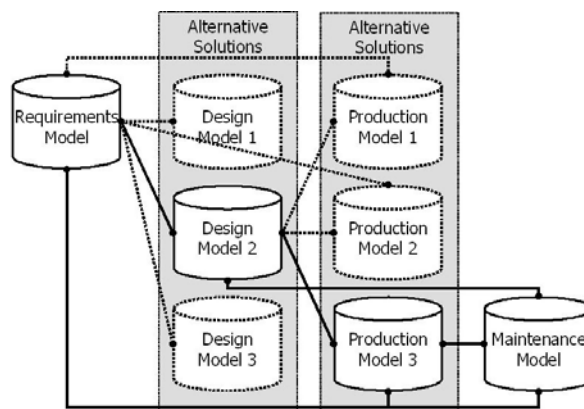 Alternative
Solutions
Alternative
Solutions
Requirements
Model
Design
Model 1
Production
Model 1
Design
Model 2
Production
Model 2
Design
Model 3
Production
Model 3
Maintenance
Model